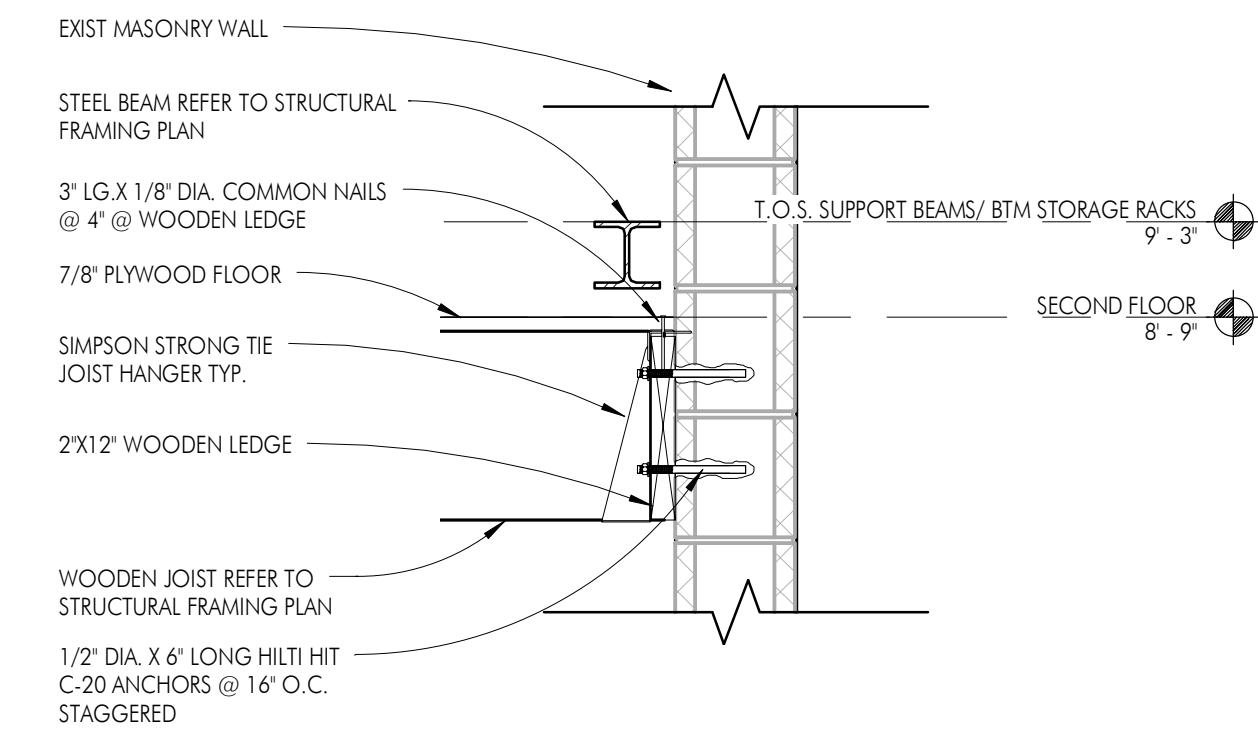 EXIST MASONRY WALL
STEEL BEAM REFER TO STRUCTURAL
FRAMING PLAN
3" LG.X 1/8" DIA. COMMON NAILS
@ 4" @ WOODEN LEDGE
7/8" PLYWOOD FLOOR
SIMPSON STRONG TIE
JOIST HANGER TYP.
2"X12" WOODEN LEDGE
WOODEN JOIST REFER TO
STRUCTURAL FRAMING PLAN
1/2" DIA. X 6" LONG HILTI HIT
C-20 ANCHORS @ 16" O.C.
STAGGERED
T.O.S. SUPPORT BEAMS/ BTM STORAGE RACKS
9' - 3"
SECOND FLOOR
8' - 9"